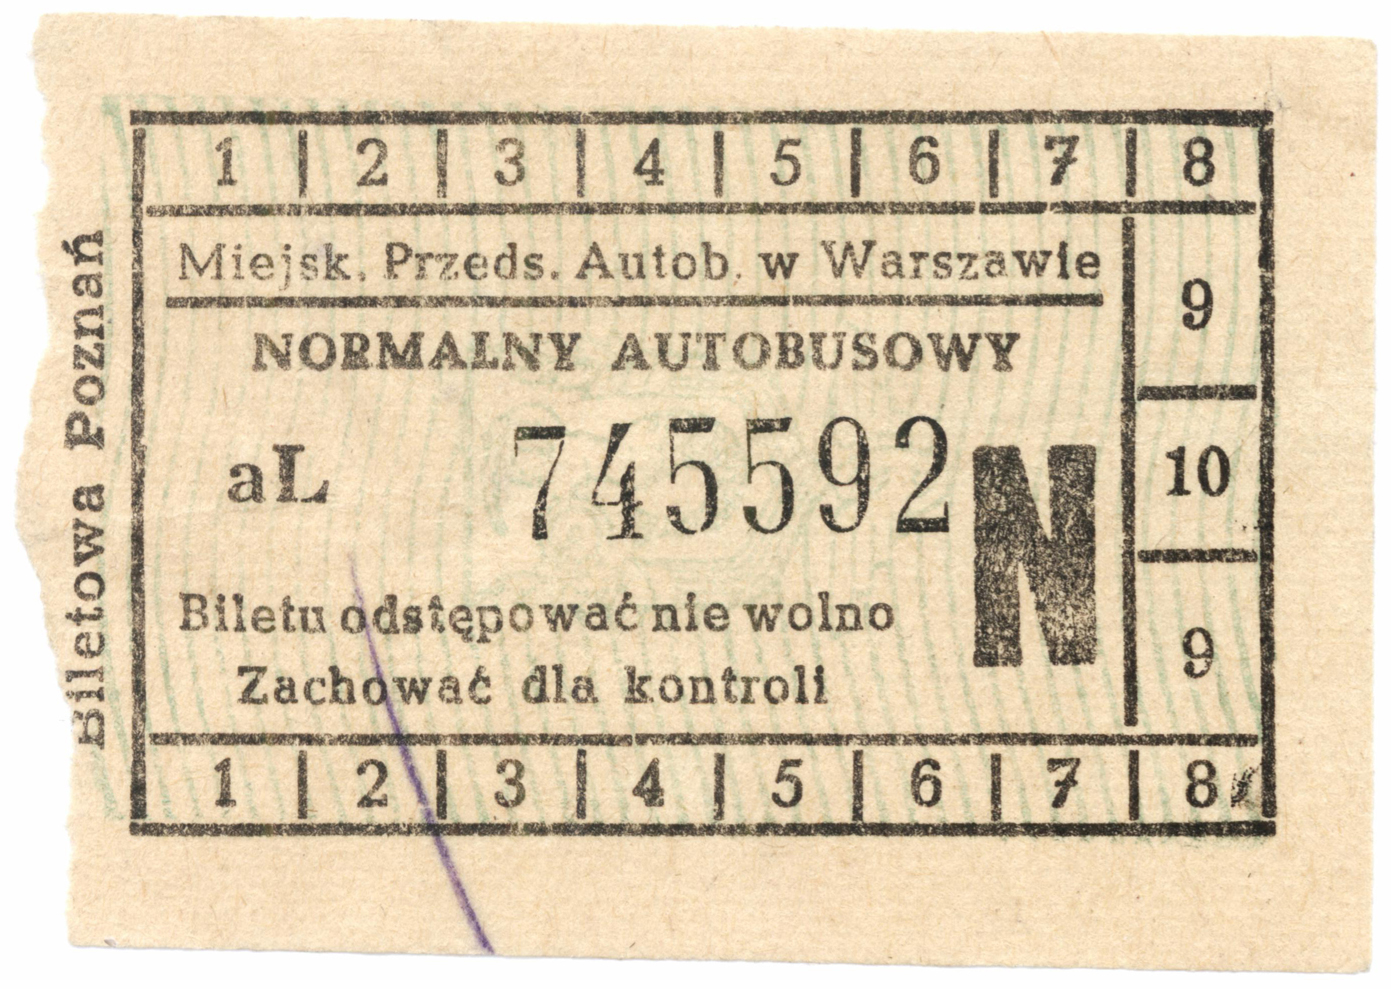 1 | 2 | 3 | 4 | 5 | 6 | 7 | 8
Miejsk. Przeds. Autob. w Warszawie
NORMALNY AUTOBUSOWY
aL 745592 N
Biletu odstępować nie wolno
Zachować dla kontroli
9
10
9
1 | 2 | 3 | 4 | 5 | 6 | 7 | 8
Biletowa Poznań